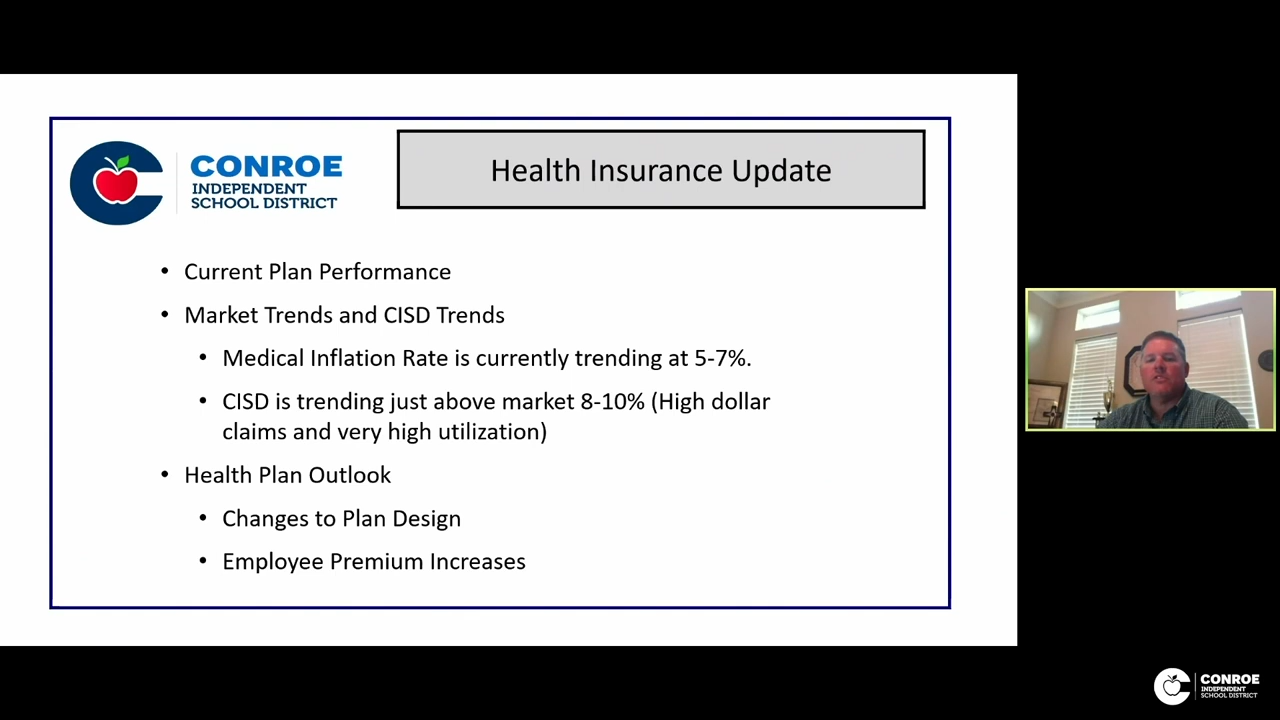 CONROE
INDEPENDENT
SCHOOL DISTRICT
Health Insurance Update
• Current Plan Performance
• Market Trends and CISD Trends
• Medical Inflation Rate is currently trending at 5-7%.
• CISD is trending just above market 8-10% (High dollar
claims and very high utilization)
• Health Plan Outlook
• Changes to Plan Design
• Employee Premium Increases
CONROE
INDEPENDENT
SCHOOL DISTRICT